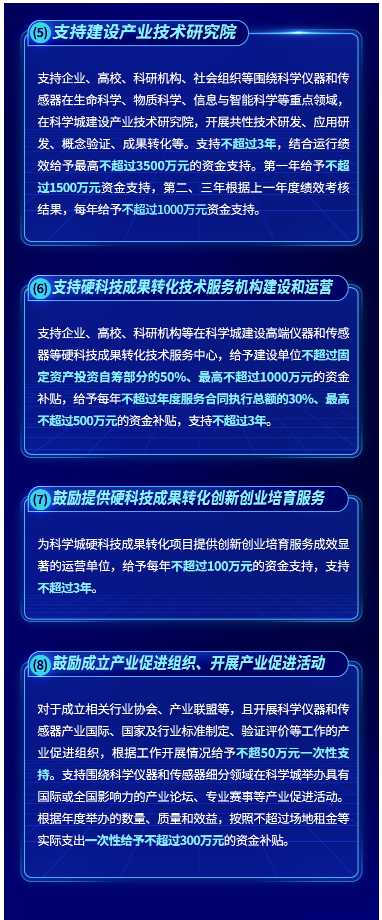 (5) 支持建设产业技术研究院
支持企业、高校、科研机构、社会组织等围绕科学仪器和传
感器在生命科学、物质科学、信息与智能科学等重点领域，
在科学城建设产业技术研究院，开展共性技术研发、应用研
发、概念验证、成果转化等。支持不超过3年，结合运行绩
效给予最高不超过3500万元的资金支持。第一年给予不超
过1500万元资金支持，第二、三年根据上一年度绩效考核
结果，每年给予不超过1000万元资金支持。
(6) 支持硬科技成果转化技术服务机构建设和运营
支持企业、高校、科研机构等在科学城建设高端仪器和传感
器等硬科技成果转化技术服务中心，给予建设单位不超过固
定资产投资自筹部分的50%、最高不超过1000万元的资金
补贴，给予每年不超过年度服务合同执行总额的30%、最高
不超过500万元的资金补贴，支持不超过3年。
(7) 鼓励提供硬科技成果转化创新创业培育服务
为科学城硬科技成果转化项目提供创新创业培育服务成效显
著的运营单位，给予每年不超过100万元的资金支持，支持
不超过3年。
(8) 鼓励成立产业促进组织、开展产业促进活动
对于成立相关行业协会、产业联盟等，且开展科学仪器和传
感器产业国际、国家及行业标准制定、验证评价等工作的产
业促进组织，根据工作开展情况给予不超50万元一次性支
持。支持围绕科学仪器和传感器细分领域在科学城举办具有
国际或全国影响力的产业论坛、专业赛事等产业促进活动。
根据年度举办的数量、质量和效益，按照不超过场地租金等
实际支出一次性给予不超过300万元的资金补贴。